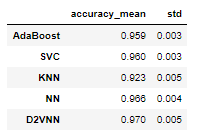 accuracy_mean std
AdaBoost 0.959 0.003
SVC 0.960 0.003
KNN 0.923 0.005
NN 0.966 0.004
D2VNN 0.970 0.005